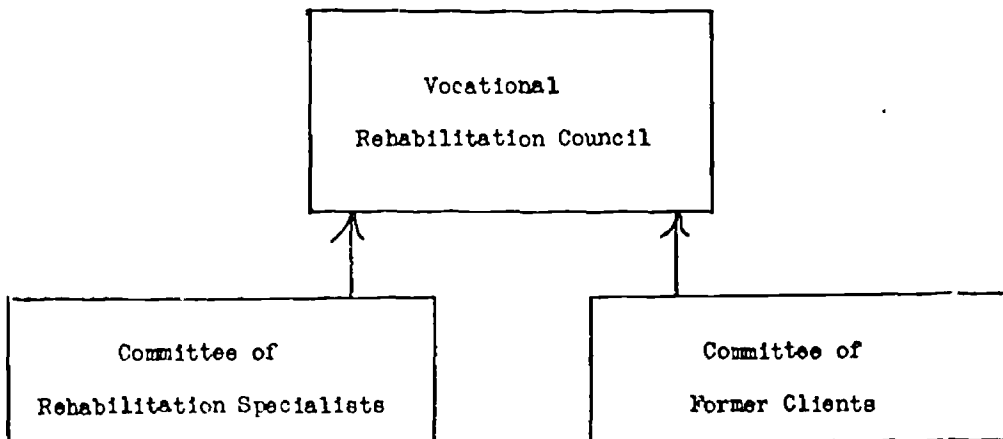 Vocational
Rehabilitation Council
Committee of
Rehabilitation Specialists
Committee of
Former Clients